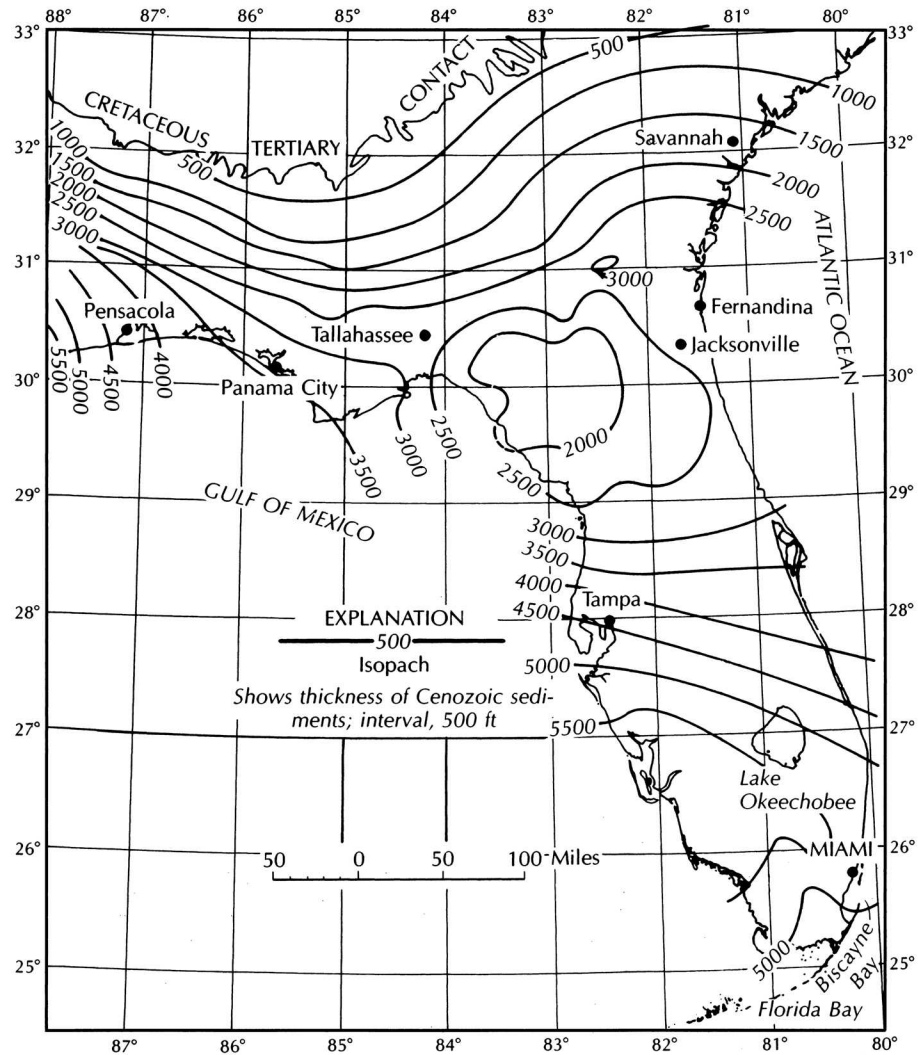 88° 87° 86° 85° 84° 83° 82° 81° 80°
33° 33°
500
CONTACT
1000
CRETACEOUS
32° 1000 500 TERTIARY Savannah 1500 32°
1500
2000 2000
2500 2500
3000
ATLANTIC OCEAN
31° 3000 31°
Pensacola Fernandina
Tallahassee Jacksonville
30° 5500 5000 4500 4000 Panama City 30°
3500 3000 2500 2000
2500
29° 29°
GULF OF MEXICO
3000
3500
4000
28° 4500 Tampa 28°
EXPLANATION
500
Isopach
5000
Shows thickness of Cenozoic sedi-
ments; interval, 500 ft
27° 5500 27°
Lake
Okeechobee
26° MIAMI 26°
50 0 50 100 Miles
5000
25° Biscayne 25°
Bay
Florida Bay
87° 86° 85° 84° 83° 82° 81° 80°